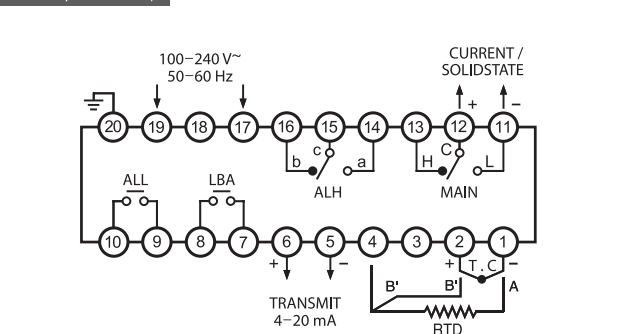 CURRENT /
SOLIDSTATE
100–240 V~
50–60 Hz
+ −
20 19 18 17 16 15 14 13 12 11
b c a H C L
ALH MAIN
ALL LBA
10 9 8 7 6 5 4 3 2 1
+ − + T.C −
B' B' A
TRANSMIT
4–20 mA
RTD